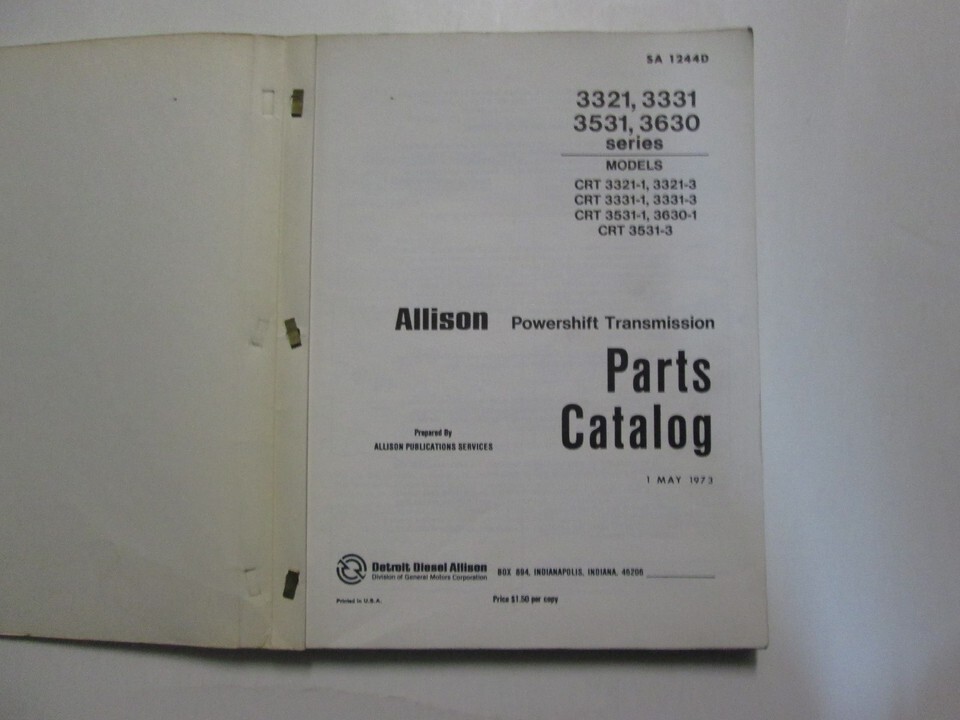 SA 1244D
3321, 3331
3531, 3630
series
MODELS
CRT 3321-1, 3321-3
CRT 3331-1, 3331-3
CRT 3531-1, 3630-1
CRT 3531-3
Allison Powershift Transmission
Parts
Catalog
Prepared By
ALLISON PUBLICATIONS SERVICES
1 MAY 1973
Detroit Diesel Allison
Division of General Motors Corporation
BOX 894, INDIANAPOLIS, INDIANA, 46206
Printed in U.S.A.
Price $1.50 per copy